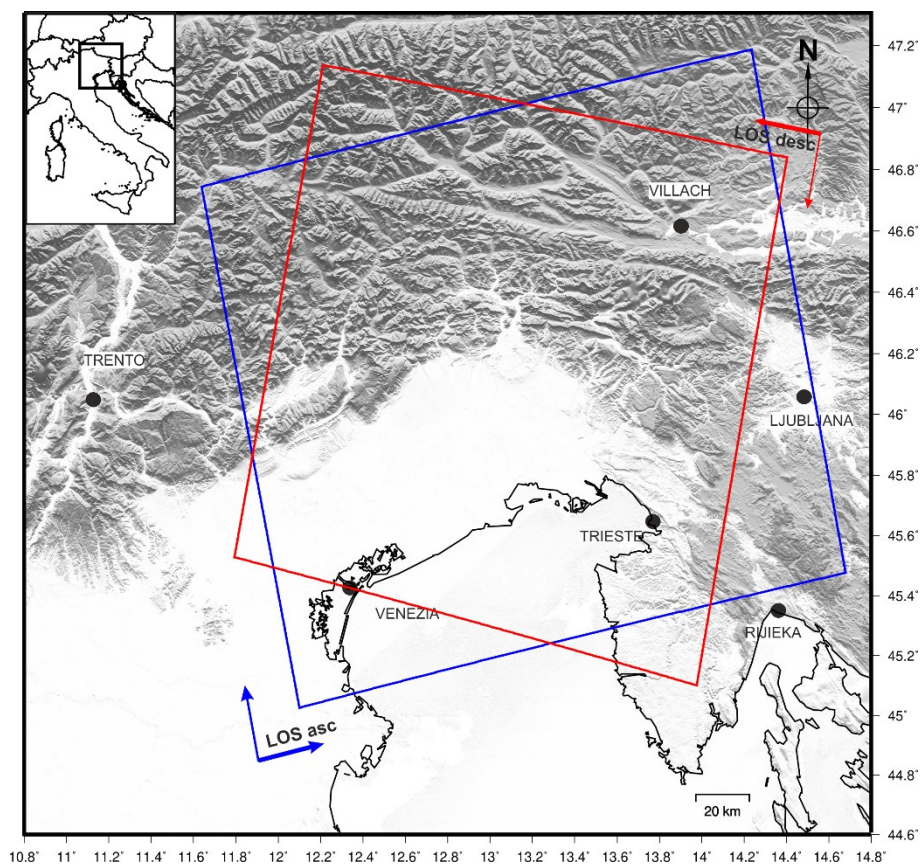 N
LOS desc
VILLACH
TRENTO
LJUBLJANA
TRIESTE
VENEZIA
RIJIEKA
LOS asc
20 km
47.2°
47°
46.8°
46.6°
46.4°
46.2°
46°
45.8°
45.6°
45.4°
45.2°
45°
44.8°
44.6°
10.8° 11° 11.2° 11.4° 11.6° 11.8° 12° 12.2° 12.4° 12.6° 12.8° 13° 13.2° 13.4° 13.6° 13.8° 14° 14.2° 14.4° 14.6° 14.8°